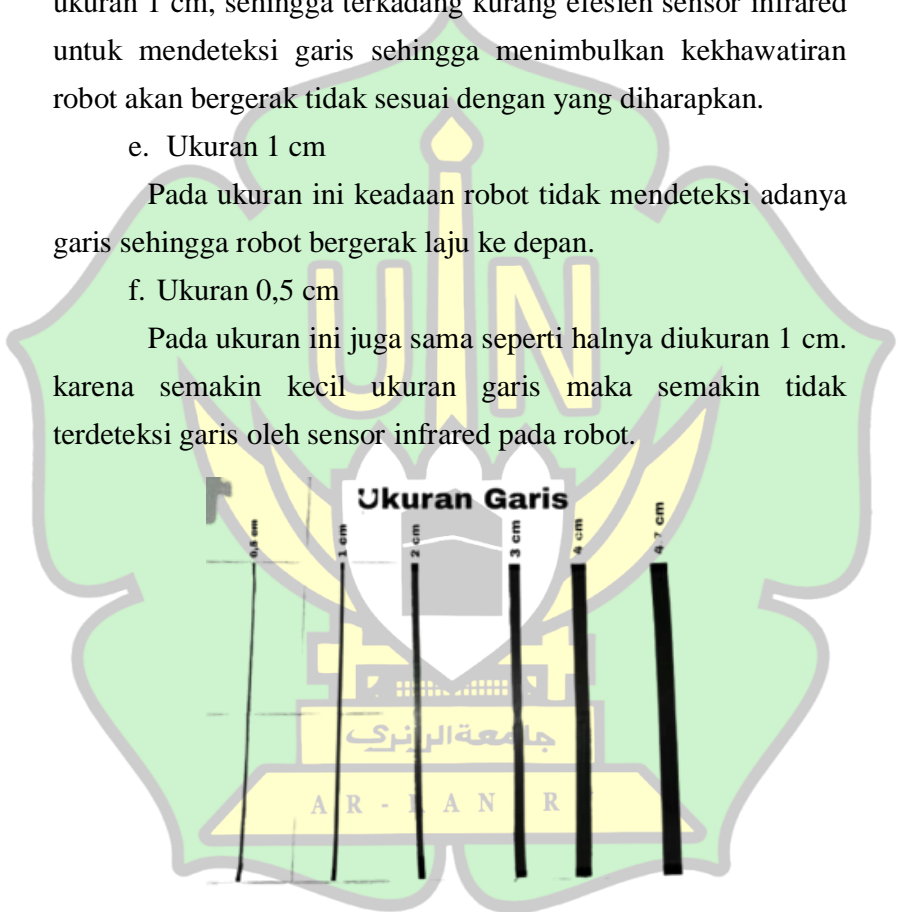 ukuran 1 cm, sehingga terkadang kurang efesien sensor infrared
untuk mendeteksi garis sehingga menimbulkan kekhawatiran
robot akan bergerak tidak sesuai dengan yang diharapkan.
e. Ukuran 1 cm
Pada ukuran ini keadaan robot tidak mendeteksi adanya
garis sehingga robot bergerak laju ke depan.
f. Ukuran 0,5 cm
Pada ukuran ini juga sama seperti halnya diukuran 1 cm.
karena semakin kecil ukuran garis maka semakin tidak
terdeteksi garis oleh sensor infrared pada robot.
Ukuran Garis
0,5 cm
1 cm
2 cm
3 cm
4 cm
4.7 cm
UIN
جامعةالرانري